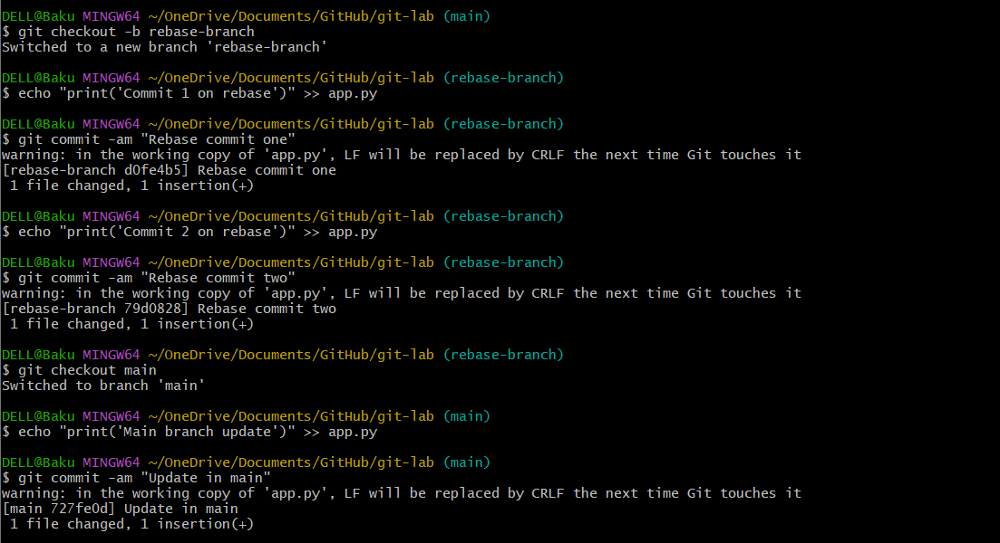 DELL@Baku MINGW64 ~/OneDrive/Documents/GitHub/git-lab (main)
$ git checkout -b rebase-branch
Switched to a new branch 'rebase-branch'
DELL@Baku MINGW64 ~/OneDrive/Documents/GitHub/git-lab (rebase-branch)
$ echo "print('Commit 1 on rebase')" >> app.py
DELL@Baku MINGW64 ~/OneDrive/Documents/GitHub/git-lab (rebase-branch)
$ git commit -am "Rebase commit one"
warning: in the working copy of 'app.py', LF will be replaced by CRLF the next time Git touches it
[rebase-branch d0fe4b5] Rebase commit one
 1 file changed, 1 insertion(+)
DELL@Baku MINGW64 ~/OneDrive/Documents/GitHub/git-lab (rebase-branch)
$ echo "print('Commit 2 on rebase')" >> app.py
DELL@Baku MINGW64 ~/OneDrive/Documents/GitHub/git-lab (rebase-branch)
$ git commit -am "Rebase commit two"
warning: in the working copy of 'app.py', LF will be replaced by CRLF the next time Git touches it
[rebase-branch 79d0828] Rebase commit two
 1 file changed, 1 insertion(+)
DELL@Baku MINGW64 ~/OneDrive/Documents/GitHub/git-lab (rebase-branch)
$ git checkout main
Switched to branch 'main'
DELL@Baku MINGW64 ~/OneDrive/Documents/GitHub/git-lab (main)
$ echo "print('Main branch update')" >> app.py
DELL@Baku MINGW64 ~/OneDrive/Documents/GitHub/git-lab (main)
$ git commit -am "Update in main"
warning: in the working copy of 'app.py', LF will be replaced by CRLF the next time Git touches it
[main 727fe0d] Update in main
 1 file changed, 1 insertion(+)